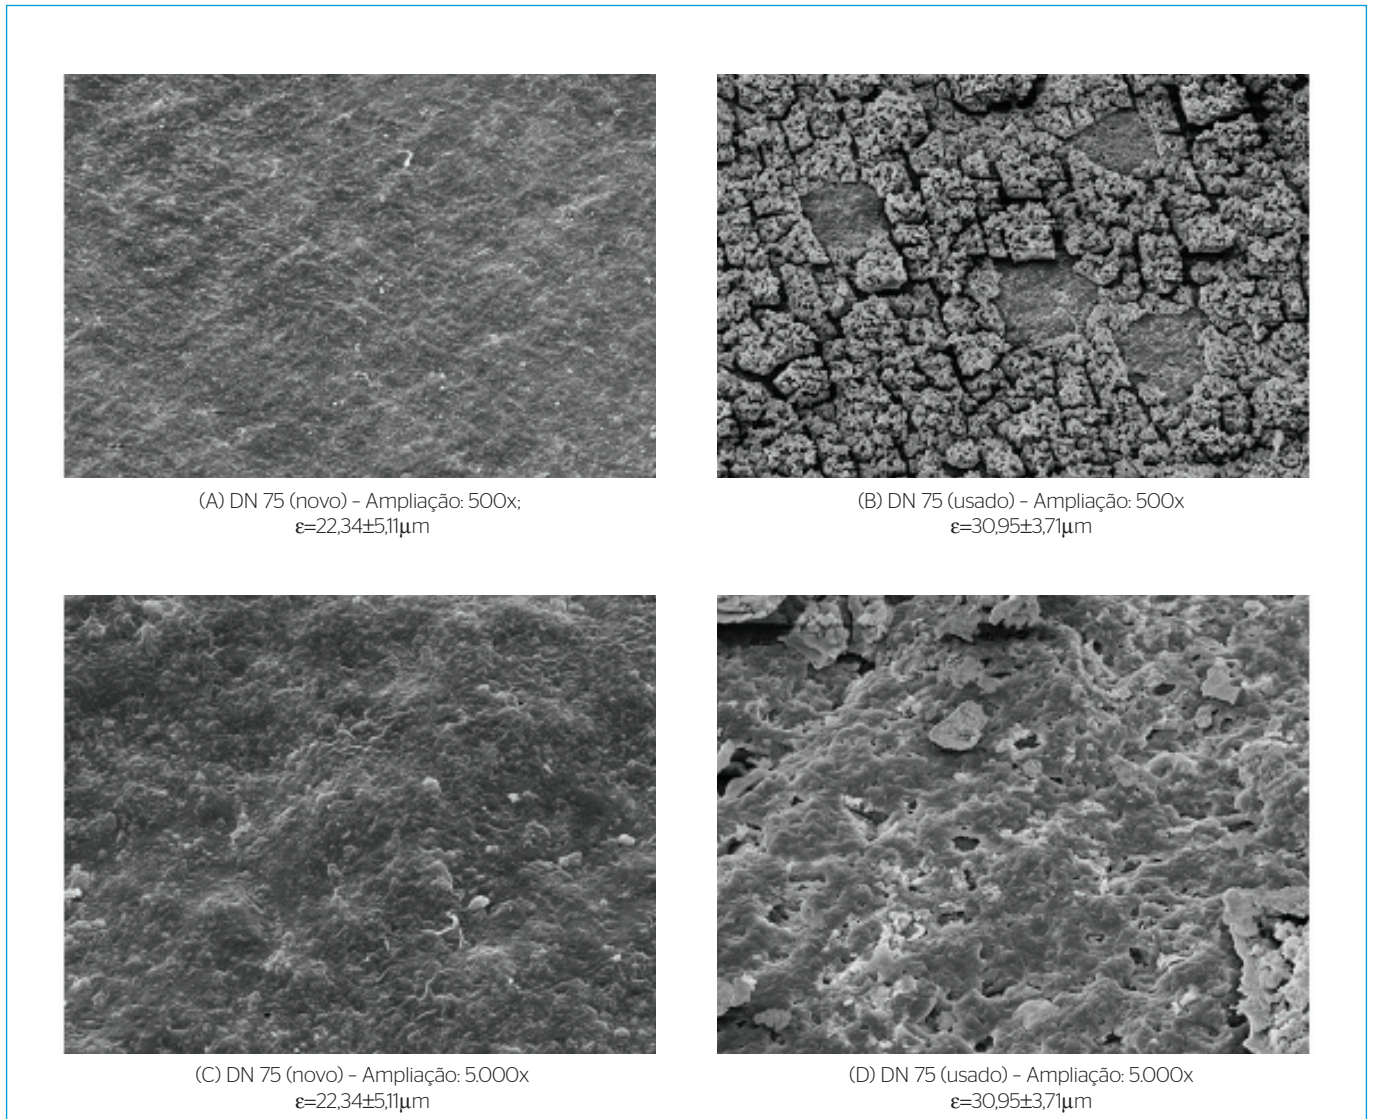 (A) DN 75 (novo) – Ampliação: 500x;
ε=22,34±5,11μm
(B) DN 75 (usado) – Ampliação: 500x
ε=30,95±3,71μm
(C) DN 75 (novo) – Ampliação: 5.000x
ε=22,34±5,11μm
(D) DN 75 (usado) – Ampliação: 5.000x
ε=30,95±3,71μm